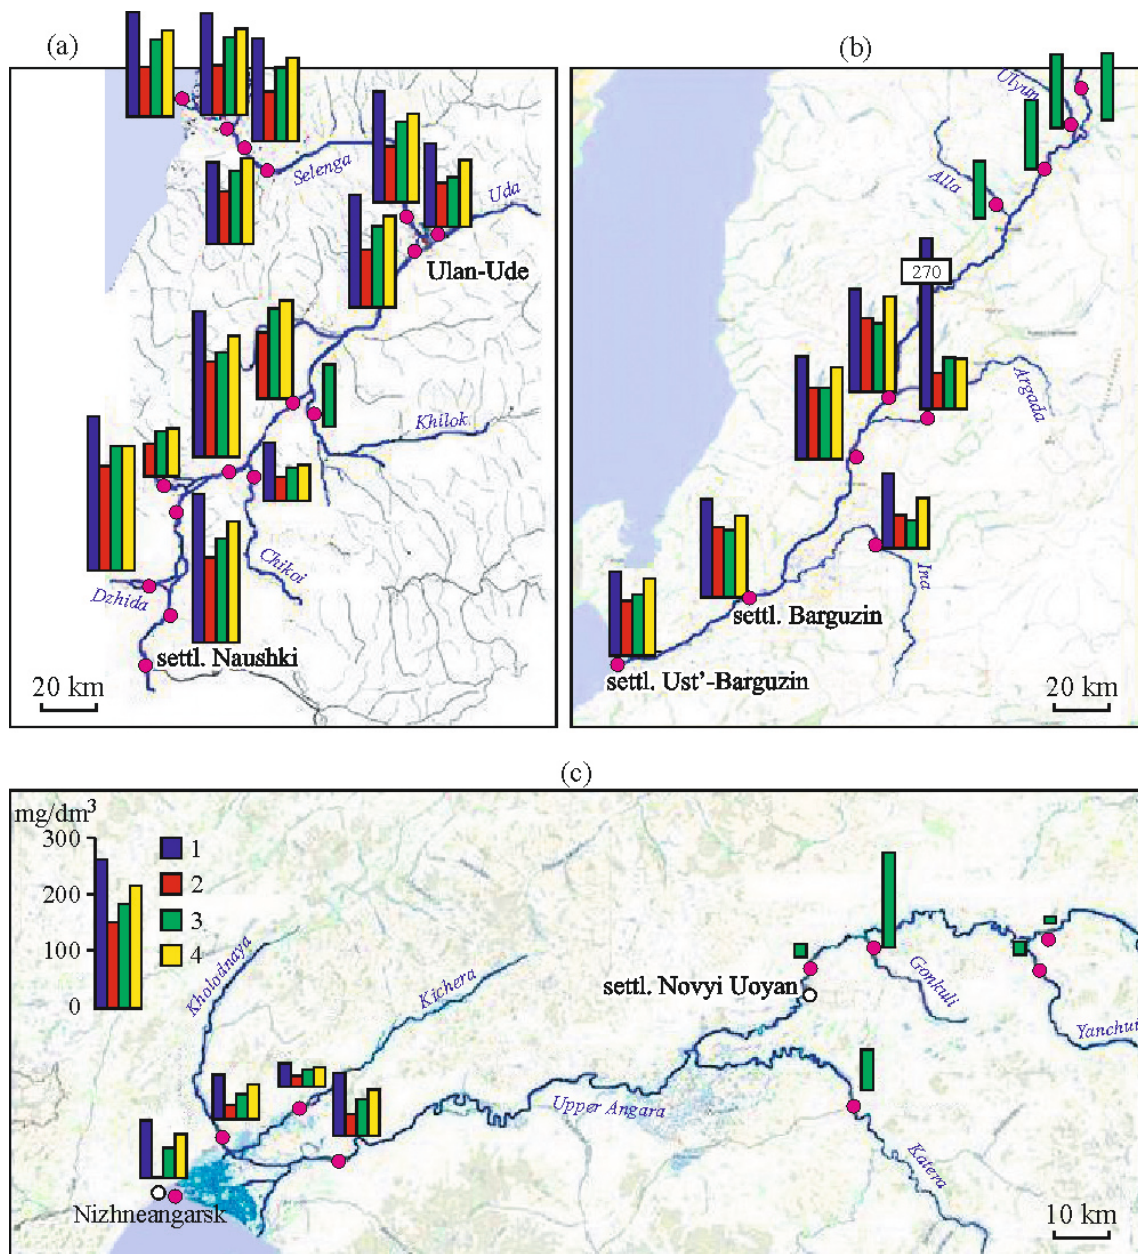 (a)
(b)
Selenga
Uda
Ulan-Ude
Khilok
Chikoi
Dzhida
settl. Naushki
20 km
Ulyun
Alla
270
Argada
Ina
settl. Barguzin
settl. Ust’-Barguzin
20 km
(c)
mg/dm³
300
200
100
0
1
2
3
4
Kholodnaya
Kichera
settl. Novyi Uoyan
Gonkuli
Yanchui
Upper Angara
Katera
Nizhneangarsk
10 km